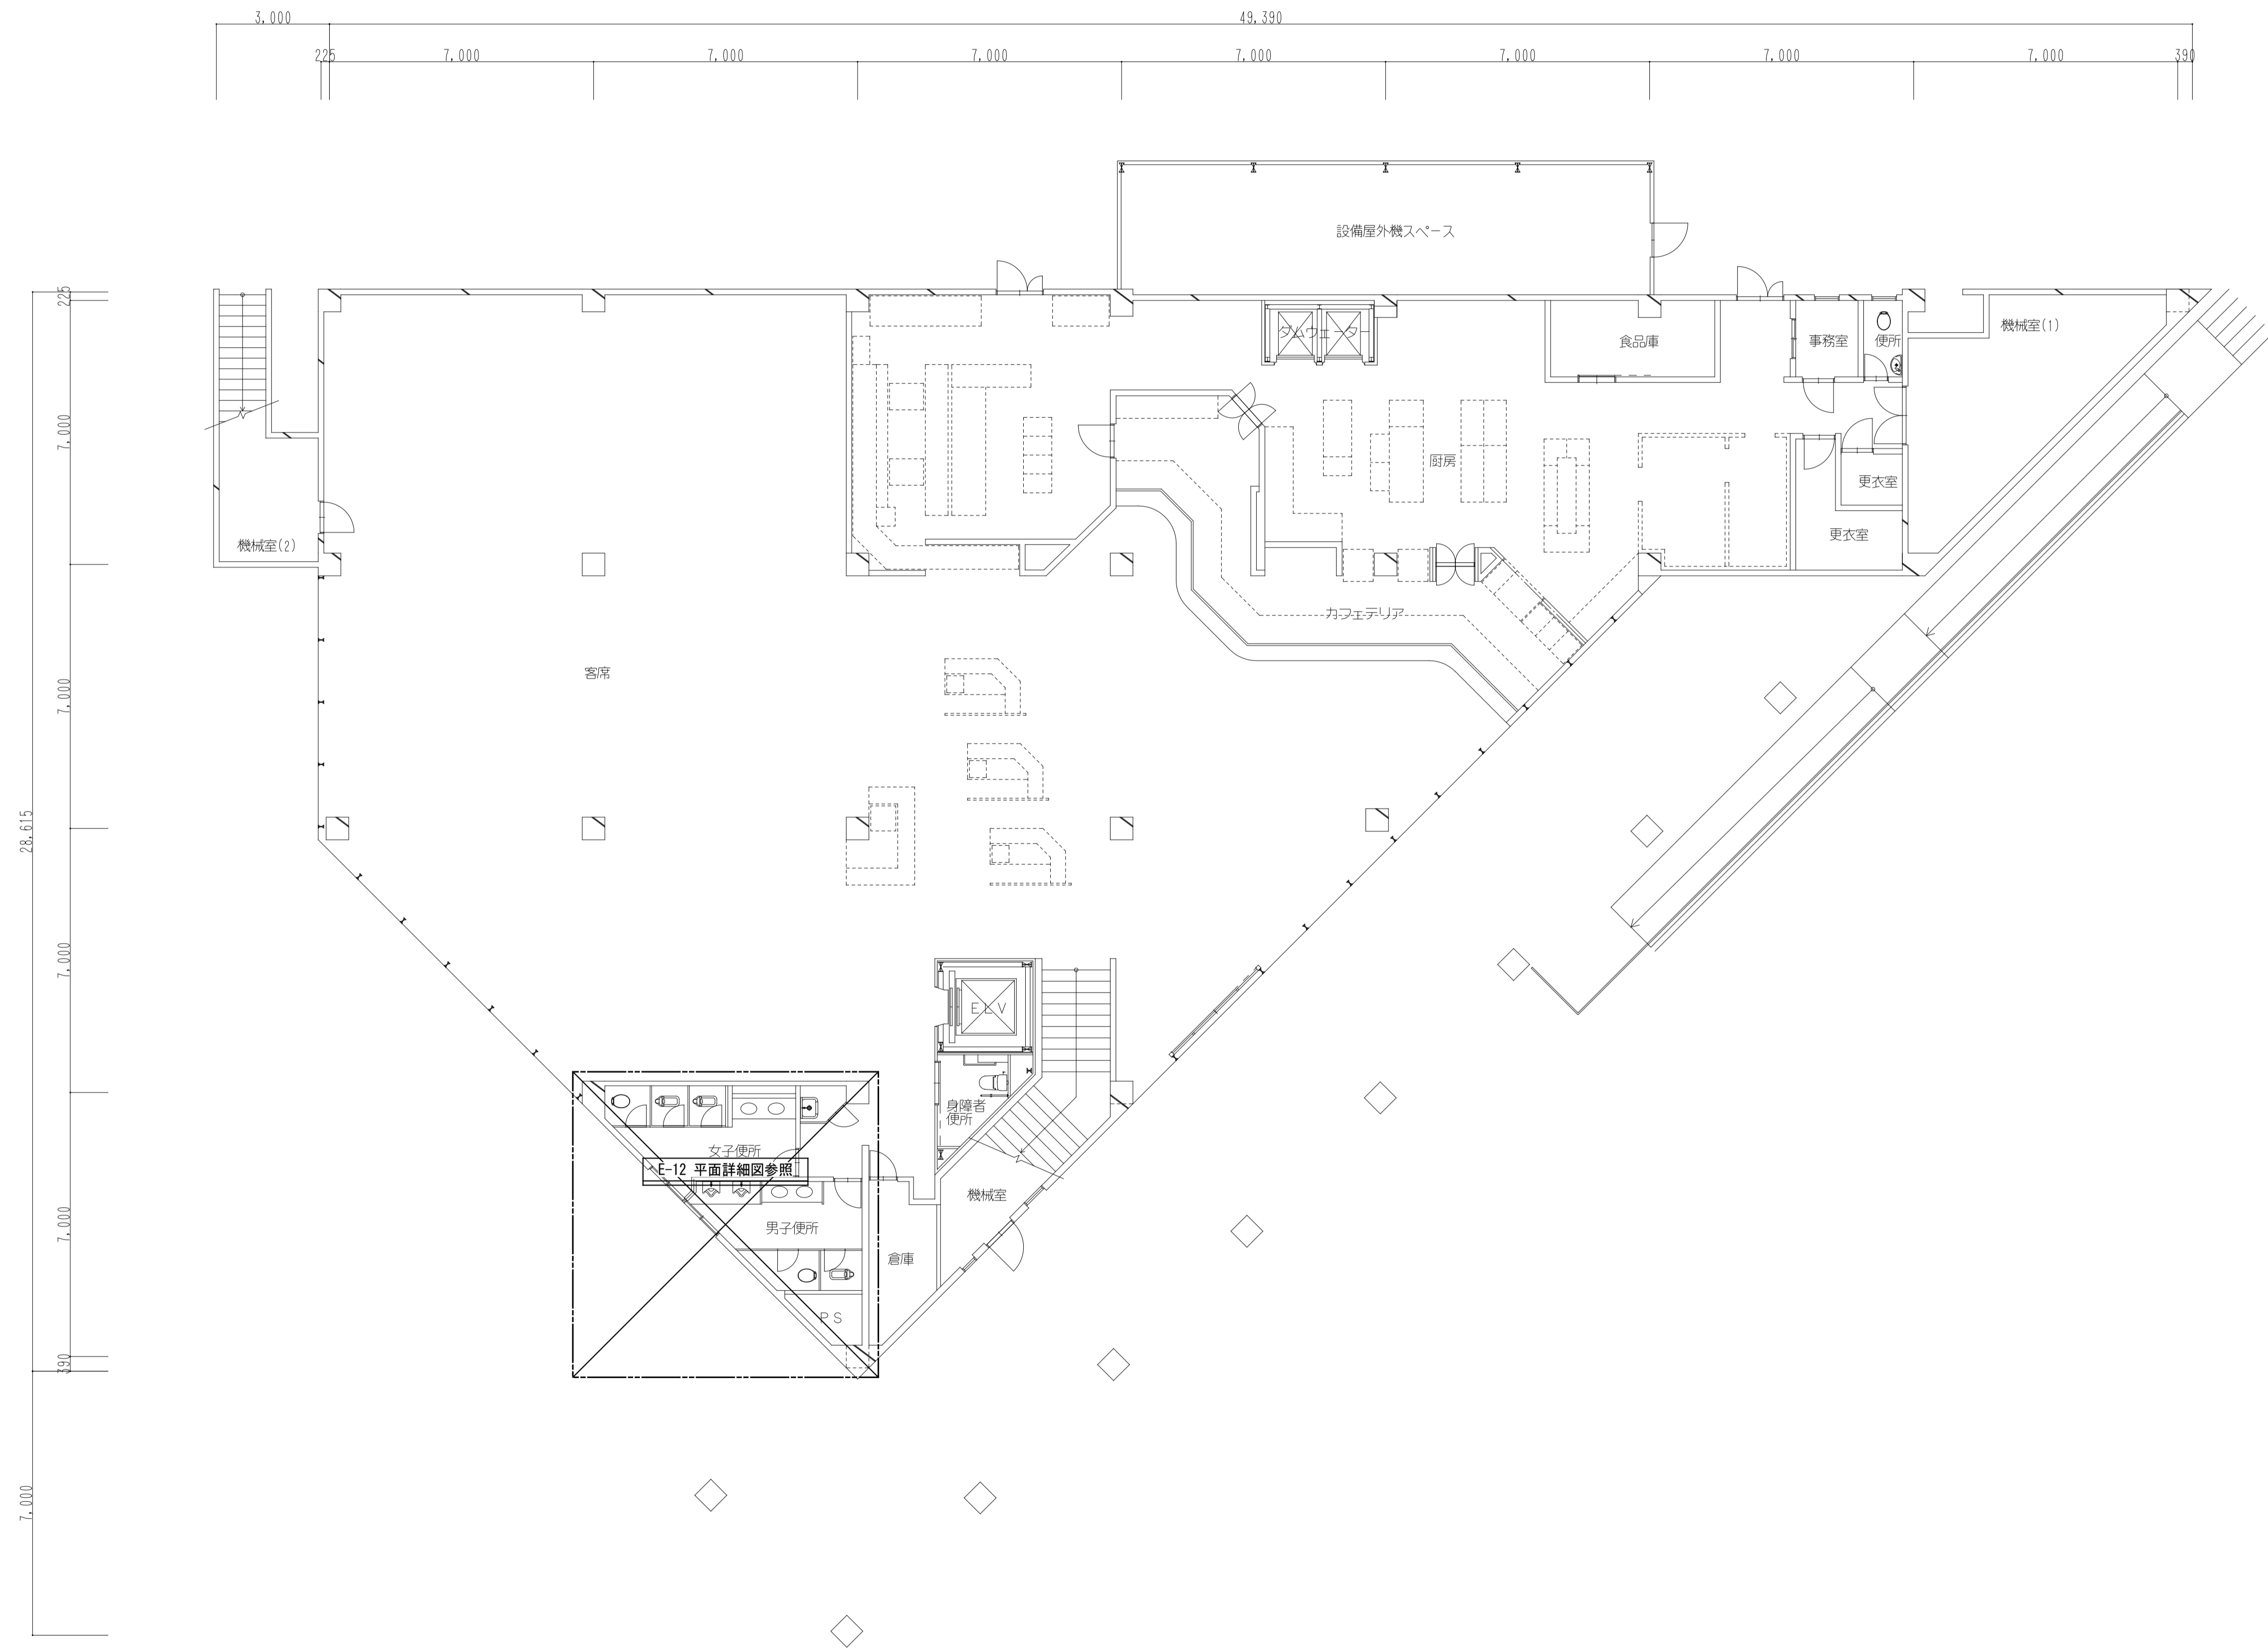 3,000
49,390
225
7,000
7,000
7,000
7,000
7,000
7,000
7,000
390
設備屋外機スペース
225
ダムウェーター
食品庫
事務室
便所
機械室(1)
7,000
厨房
更衣室
更衣室
機械室(2)
カフェテリア
客席
7,000
28,615
7,000
ELV
身障者
便所
女子便所
E-12 平面詳細図参照
機械室
男子便所
7,000
倉庫
PS
390
7,000